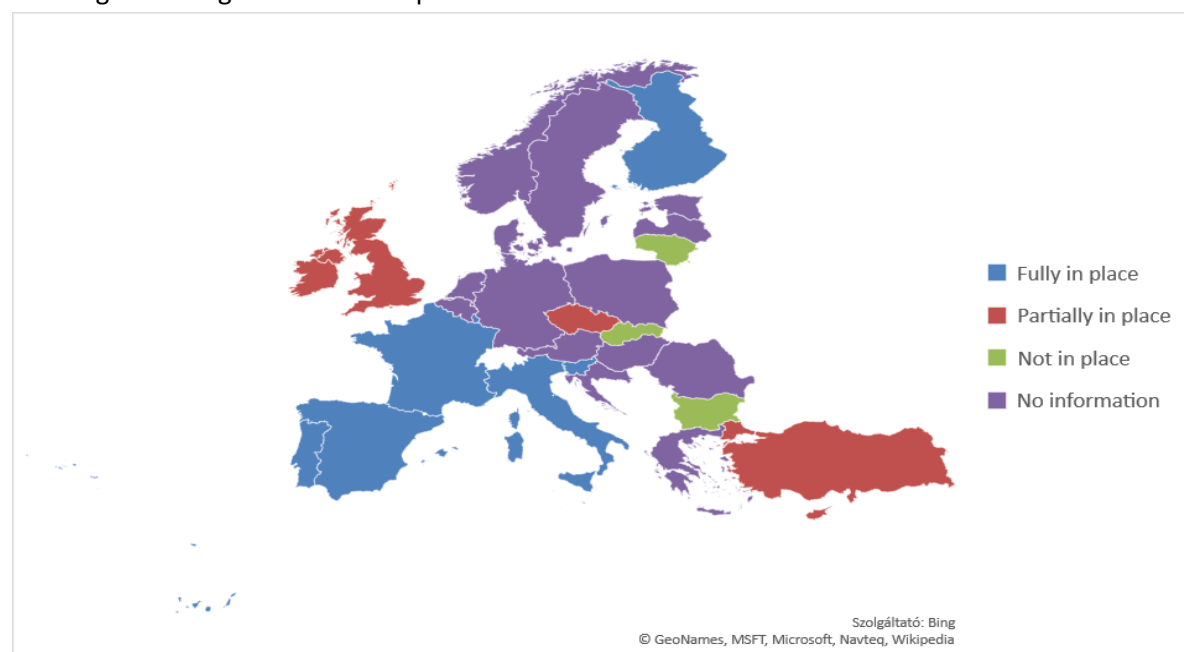 Fully in place
Partially in place
Not in place
No information
Szolgáltató: Bing
© GeoNames, MSFT, Microsoft, Navteq, Wikipedia